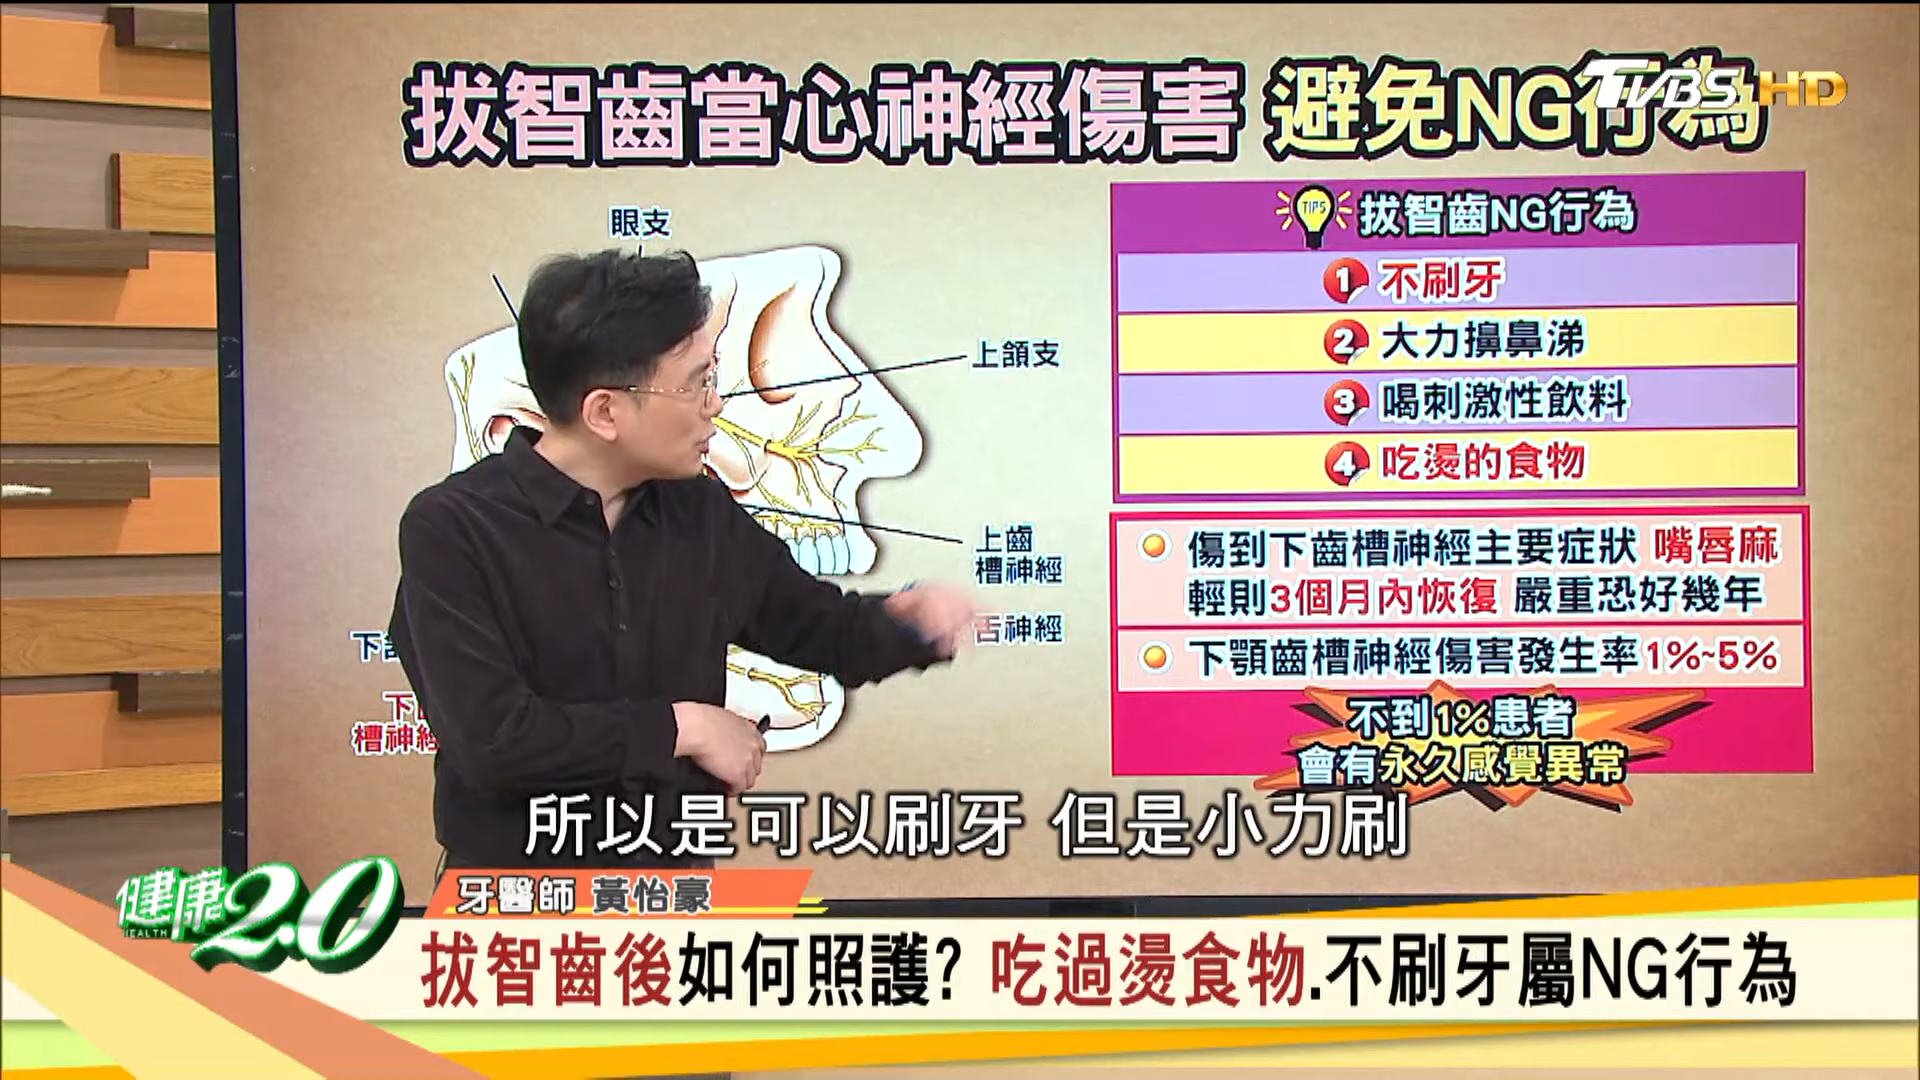 拔智齒當心神經傷害 避免NG行為
TVBS HD
眼支
上頷支
上齒
槽神經
舌神經
槽神經
TIPS 拔智齒NG行為
1 不刷牙
2 大力擤鼻涕
3 喝刺激性飲料
4 吃燙的食物
傷到下齒槽神經主要症狀 嘴唇麻
輕則3個月內恢復 嚴重恐好幾年
下顎齒槽神經傷害發生率1%~5%
不到1%患者
會有永久感覺異常
所以是可以刷牙 但是小力刷
健康2.0
HEALTH
牙醫師 黃怡豪
拔智齒後如何照護? 吃過燙食物.不刷牙屬NG行為